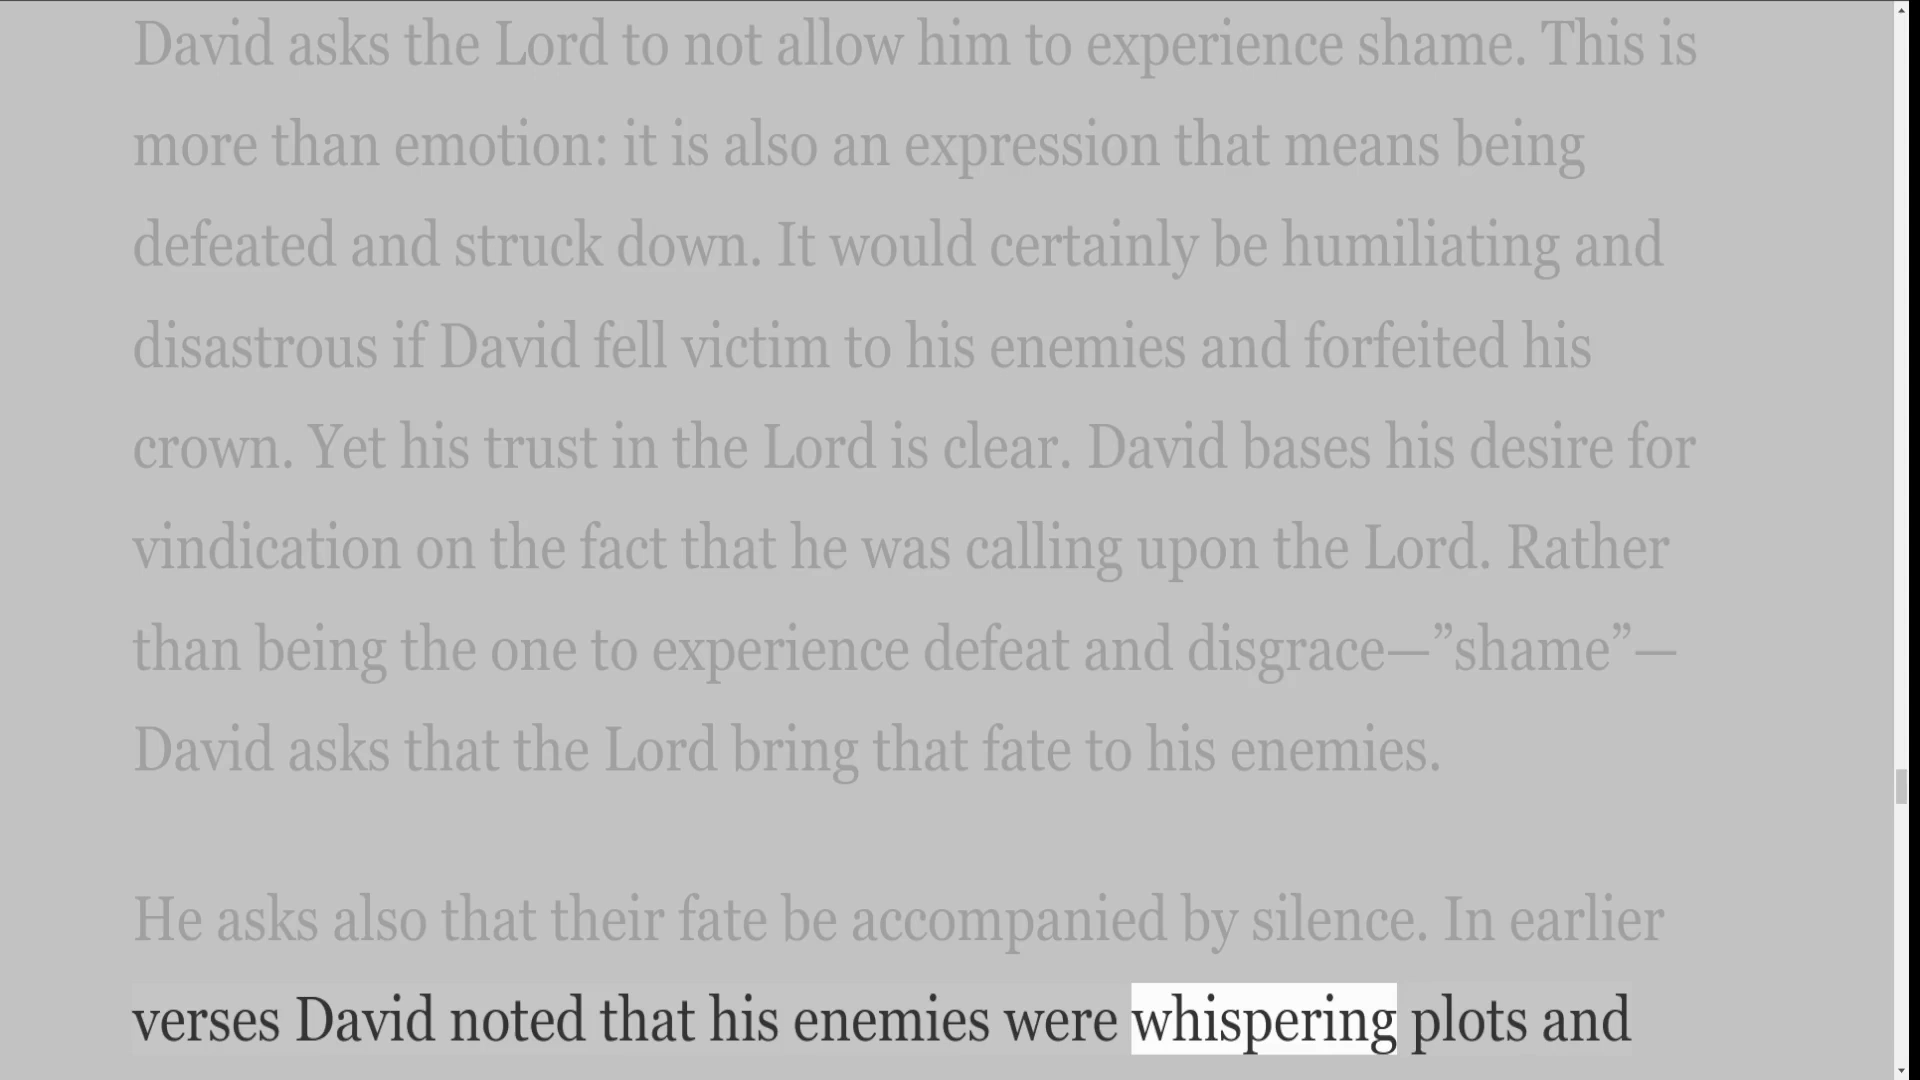 David asks the Lord to not allow him to experience shame. This is
more than emotion: it is also an expression that means being
defeated and struck down. It would certainly be humiliating and
disastrous if David fell victim to his enemies and forfeited his
crown. Yet his trust in the Lord is clear. David bases his desire for
vindication on the fact that he was calling upon the Lord. Rather
than being the one to experience defeat and disgrace—”shame”—
David asks that the Lord bring that fate to his enemies.
He asks also that their fate be accompanied by silence. In earlier
verses David noted that his enemies were whispering plots and